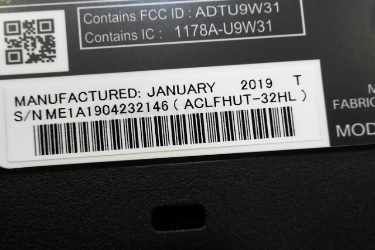 Contains FCC ID : ADTU9W31
Contains IC : 1178A-U9W31
MANUFACTURED: JANUARY 2019 T
S/N ME1A1904232146 ( ACLFHUT-32HL )
M
FABRIC
MOD